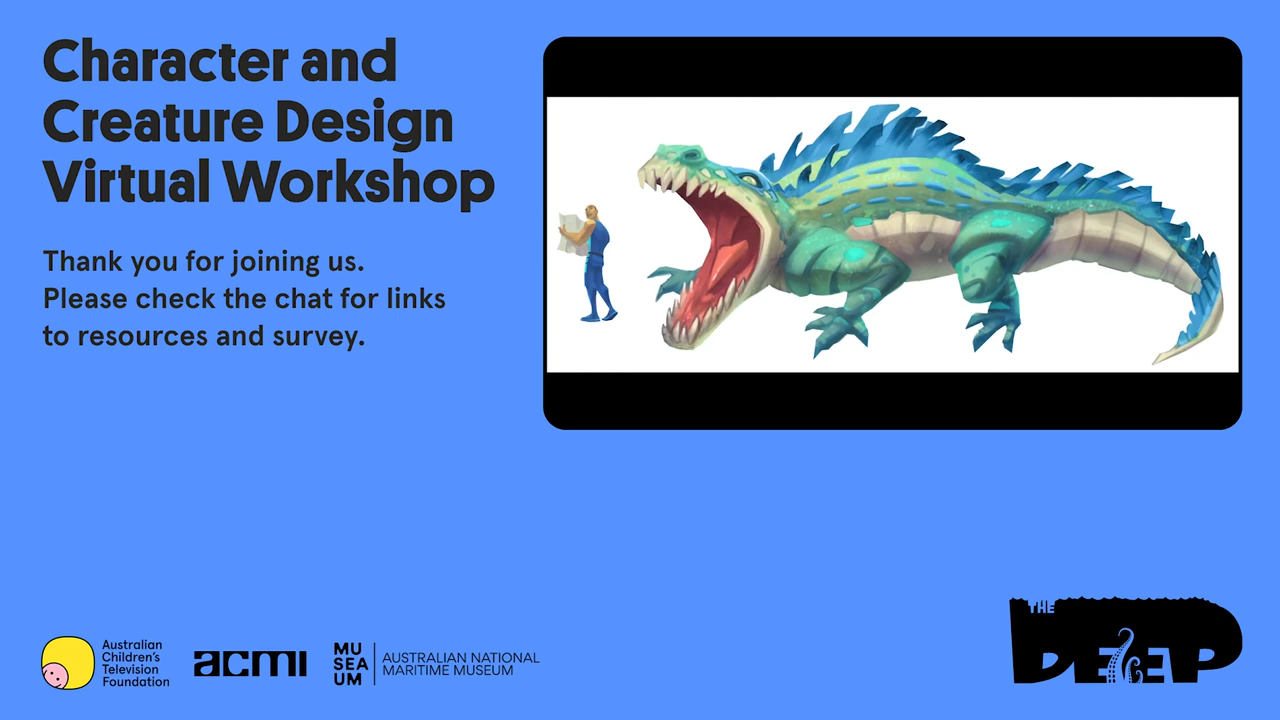 Character and
Creature Design
Virtual Workshop
Thank you for joining us.
Please check the chat for links
to resources and survey.
Australian
Children's
Television
Foundation
acmi
MU
SEA
UM
AUSTRALIAN NATIONAL
MARITIME MUSEUM
THE
DEEP